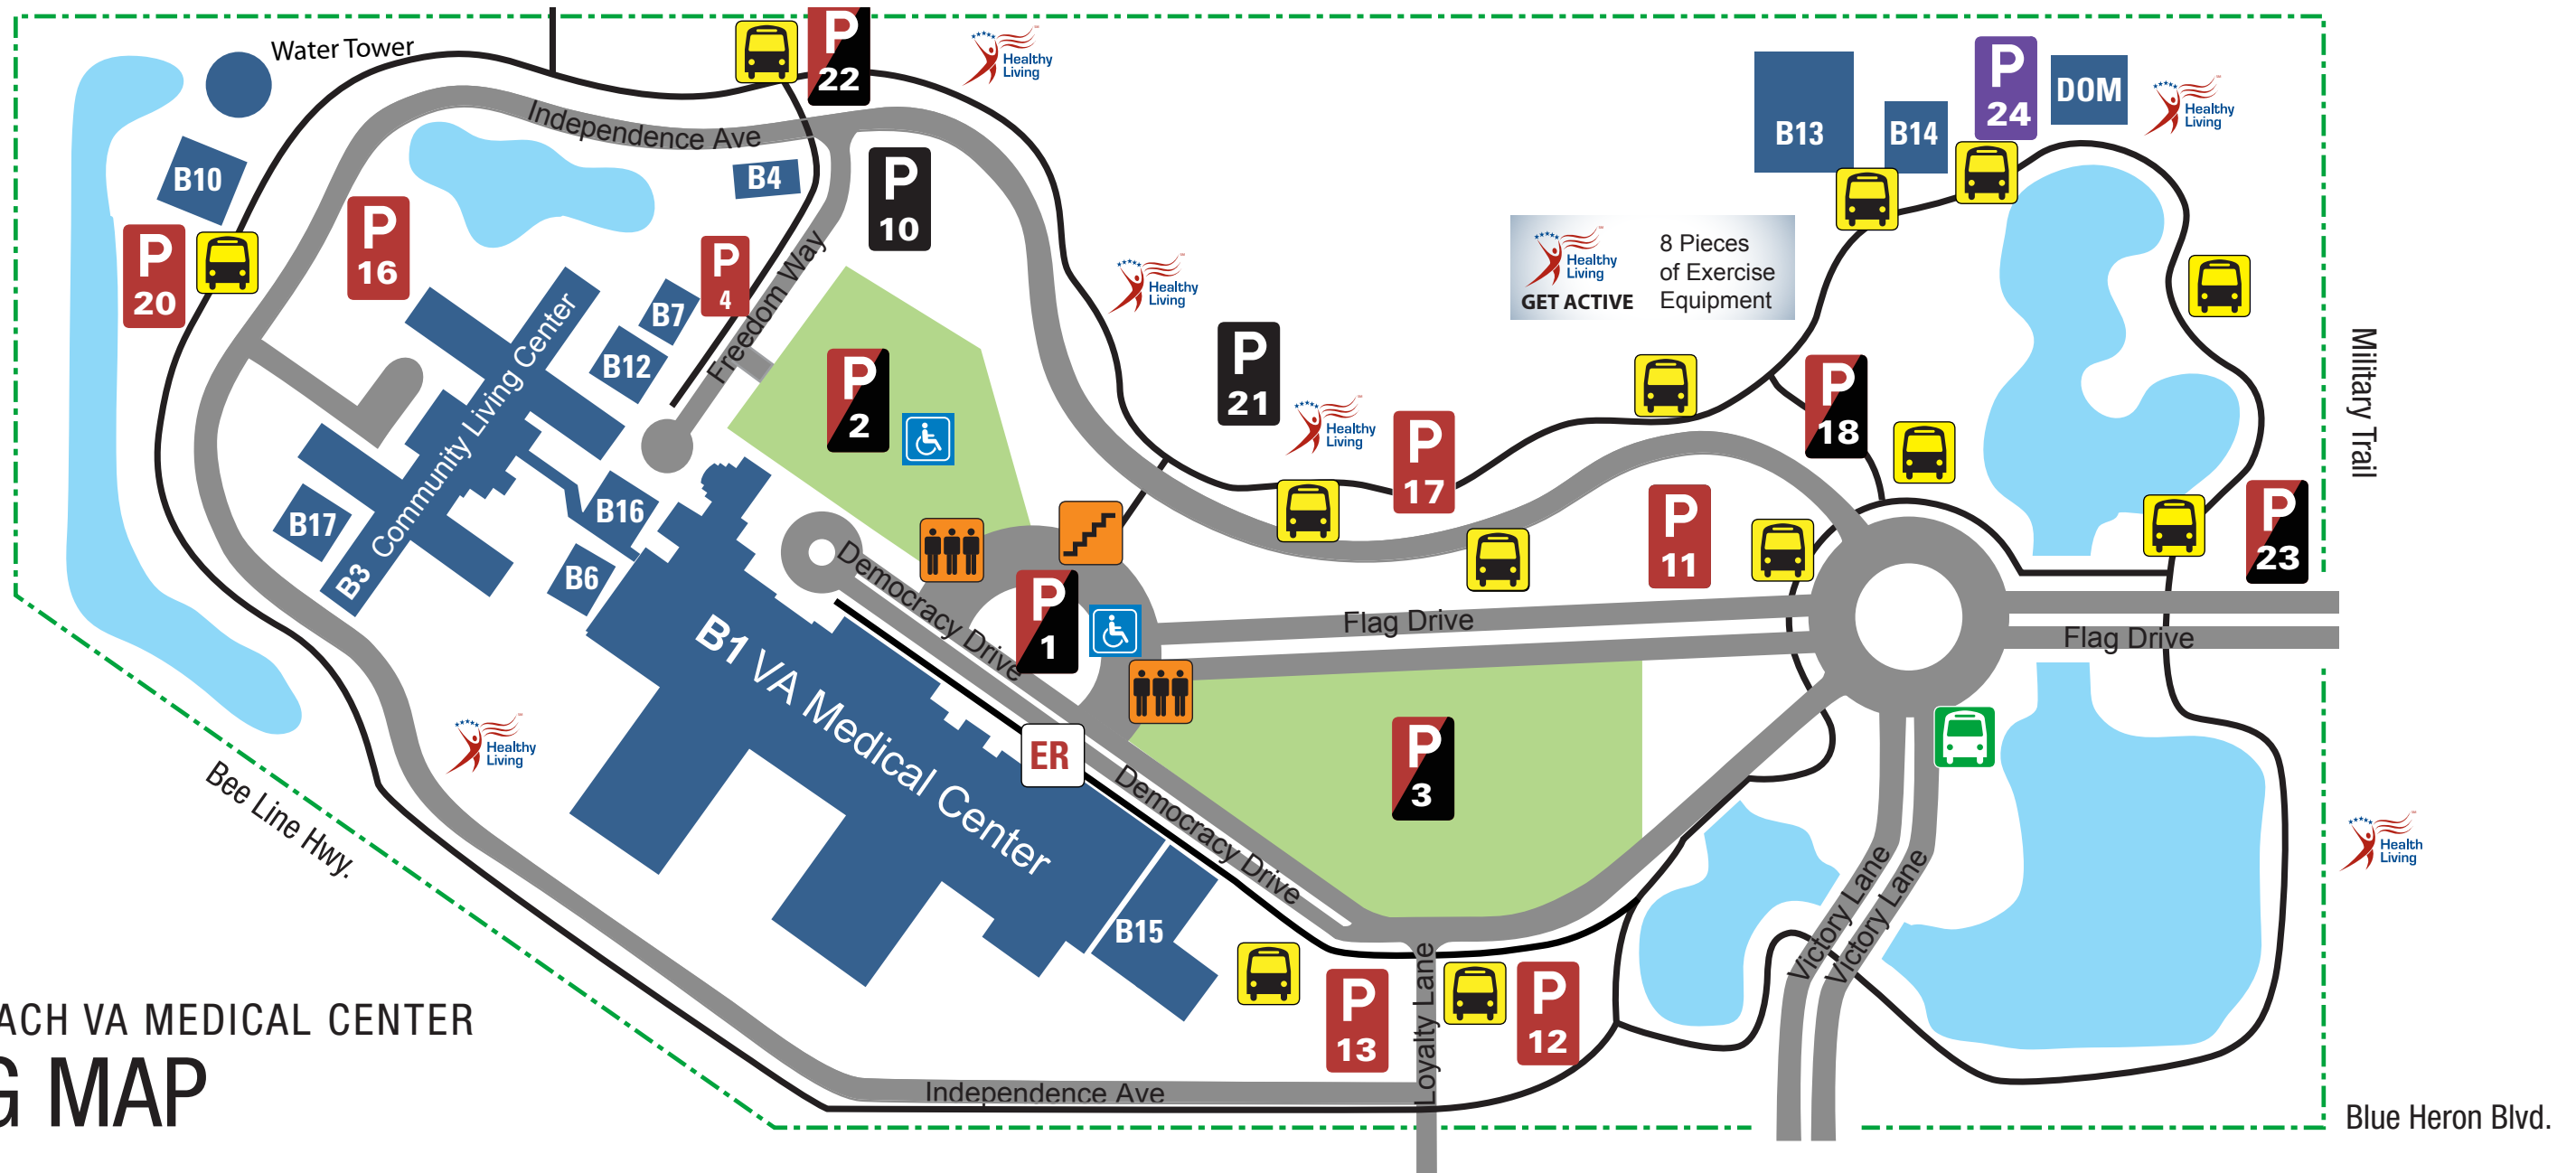 Water Tower
P
22
Healthy
Living
Independence Ave
B10
B4
P
10
B13
B14
P
24
DOM
Healthy
Living
P
20
P
16
P
4
B7
B12
Freedom Way
P
2
Healthy
Living
Healthy
Living
GET ACTIVE
8 Pieces
of Exercise
Equipment
P
21
Healthy
Living
P
17
P
18
Military Trail
B3 Community Living Center
B17
B16
B6
P
11
P
23
Democracy Drive
P
1
Flag Drive
Flag Drive
B1 VA Medical Center
ER
P
3
Healthy
Living
Bee Line Hwy.
Democracy Drive
Health
Living
Victory Lane
Victory Lane
B15
P
13
Loyalty Lane
P
12
ACH VA MEDICAL CENTER
G MAP
Independence Ave
Blue Heron Blvd.